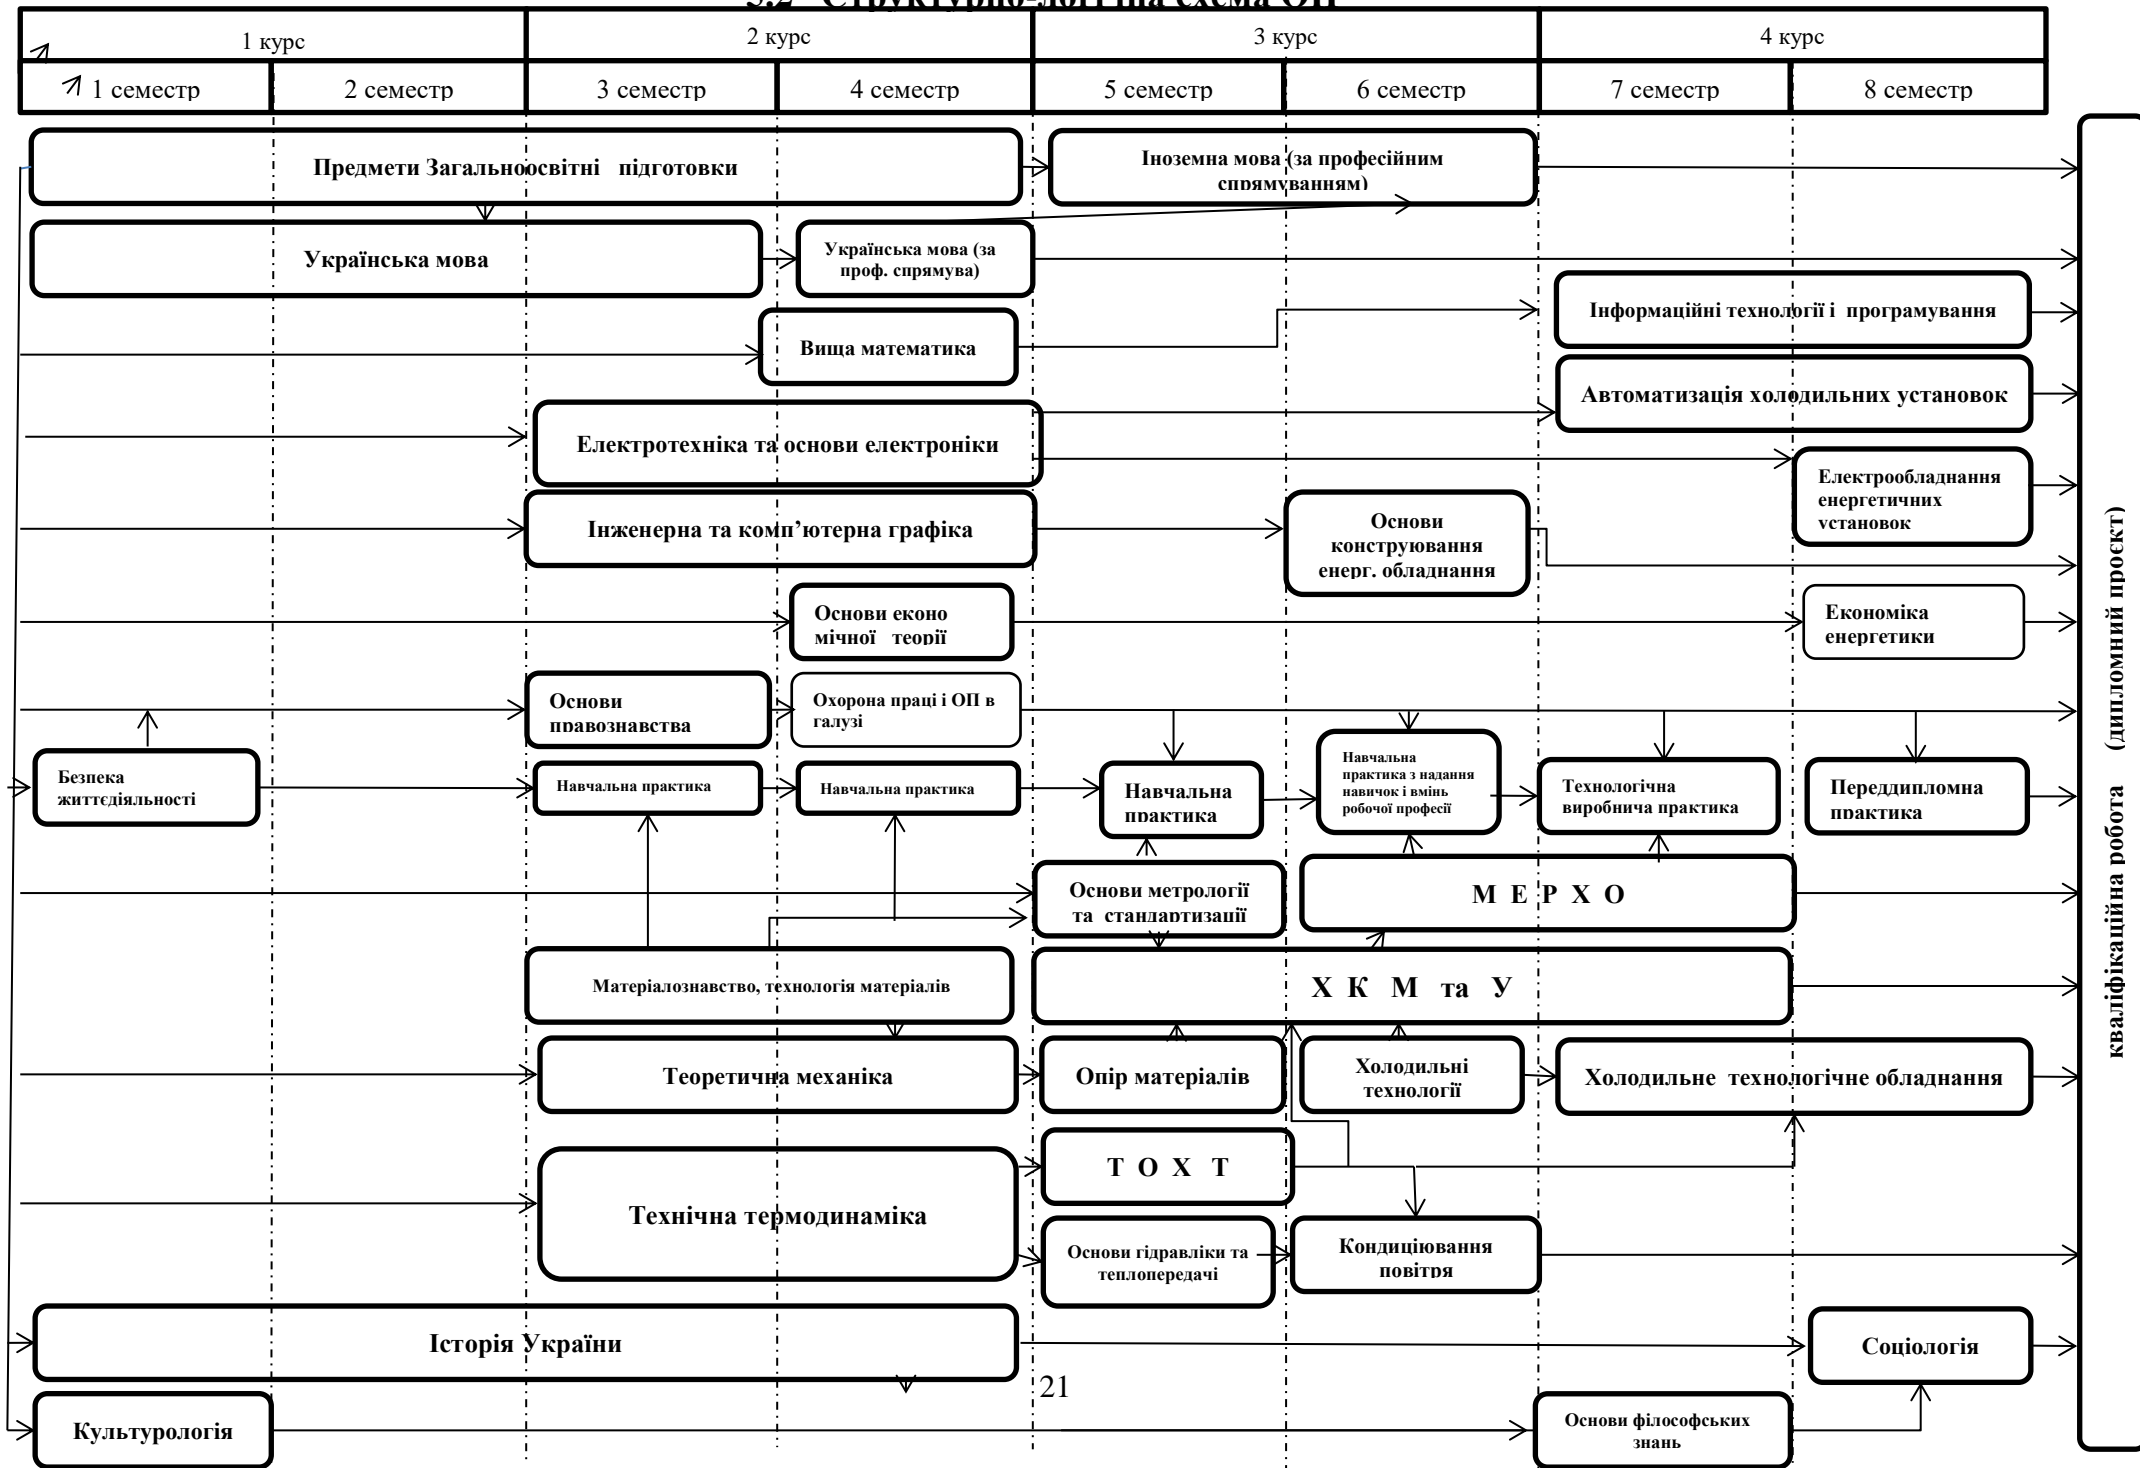 3.2 Структурно-логічна схема ОП
1 курс
2 курс
3 курс
4 курс
1 семестр
2 семестр
3 семестр
4 семестр
5 семестр
6 семестр
7 семестр
8 семестр
Предмети Загальноосвітні підготовки
Іноземна мова (за професійним
спрямуванням)
Українська мова
Українська мова (за
проф. спрямува)
Інформаційні технології і програмування
Вища математика
Автоматизація холодильних установок
Електротехніка та основи електроніки
Електрообладнання
енергетичних
установок
Інженерна та комп’ютерна графіка
Основи
конструювання
енерг. обладнання
Основи еконо
мічної теорії
Економіка
енергетики
Основи
правознавства
Охорона праці і ОП в
галузі
Безпека
життєдіяльності
Навчальна практика
Навчальна практика
Навчальна
практика
Навчальна
практика з надання
навичок і вмінь
робочої професії
Технологічна
виробнича практика
Переддипломна
практика
Основи метрології
та стандартизації
М Е Р Х О
Матеріалознавство, технологія матеріалів
Х К М та У
Теоретична механіка
Опір матеріалів
Холодильні
технології
Холодильне технологічне обладнання
Т О Х Т
Технічна термодинаміка
Основи гідравліки та
теплопередачі
Кондиціювання
повітря
Історія України
Соціологія
21
Культурологія
Основи філософських
знань
кваліфікаційна робота (дипломний проєкт)